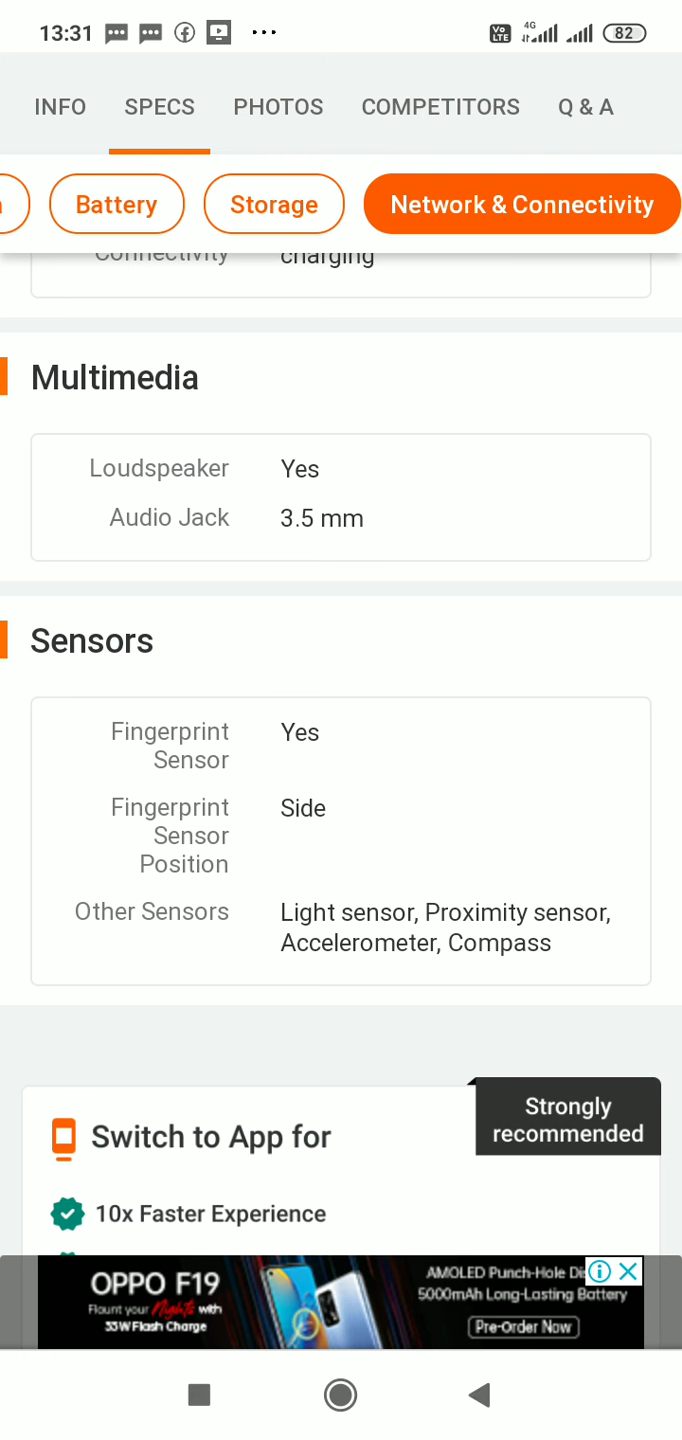 13:31
Vo LTE 4G 82
INFO SPECS PHOTOS COMPETITORS Q & A
Battery Storage Network & Connectivity
Connectivity charging
Multimedia
Loudspeaker Yes
Audio Jack 3.5 mm
Sensors
Fingerprint Yes
Sensor
Fingerprint Side
Sensor
Position
Other Sensors Light sensor, Proximity sensor,
Accelerometer, Compass
Strongly
recommended
Switch to App for
10x Faster Experience
OPPO F19
Flaunt your Nights with
33W Flash Charge
AMOLED Punch-Hole
5000mAh Long-Lasting Battery
Pre-Order Now